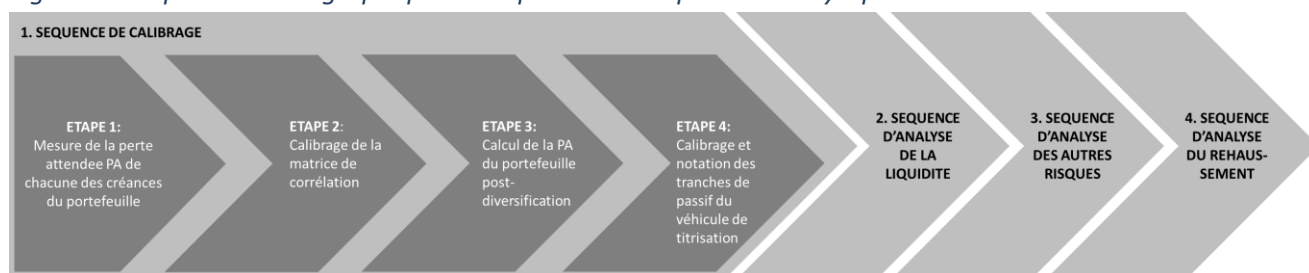 1. SEQUENCE DE CALIBRAGE
ETAPE 1:
Mesure de la perte
attendee PA de
chacune des créances
du portefeuille
ETAPE 2:
Calibrage de la
matrice de
corrélation
ETAPE 3:
Calcul de la PA
du portefeuille
post-
diversification
ETAPE 4:
Calibrage et
notation des
tranches de
passif du
véhicule de
titrisation
2. SEQUENCE
D'ANALYSE
DE LA
LIQUIDITE
3. SEQUENCE
D'ANALYSE
DES AUTRES
RISQUES
4. SEQUENCE
D'ANALYSE
DU REHAUS-
SEMENT